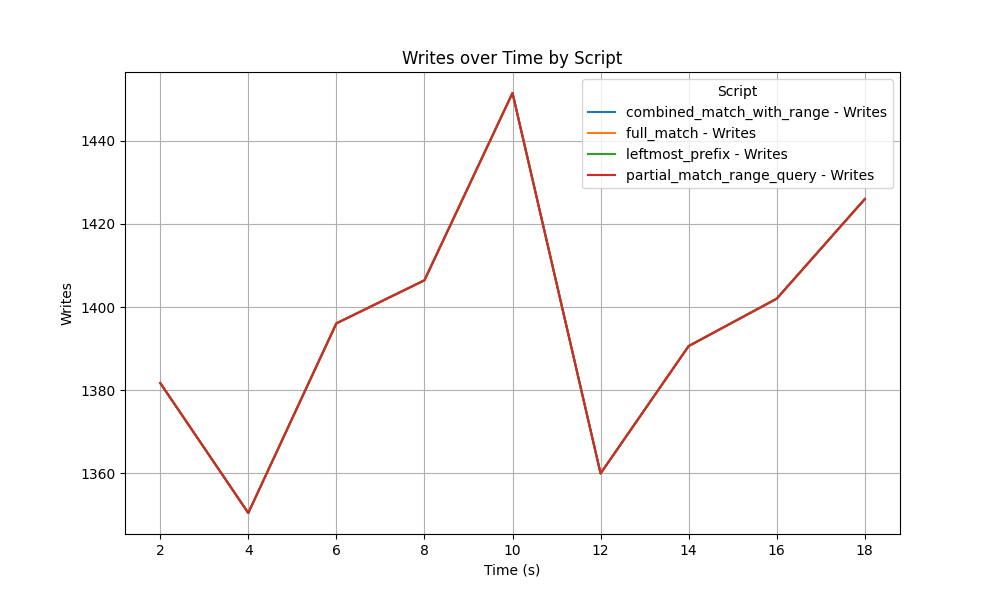 Writes over Time by Script
Script
combined_match_with_range - Writes
full_match - Writes
leftmost_prefix - Writes
partial_match_range_query - Writes
Writes
1440
1420
1400
1380
1360
2 4 6 8 10 12 14 16 18
Time (s)